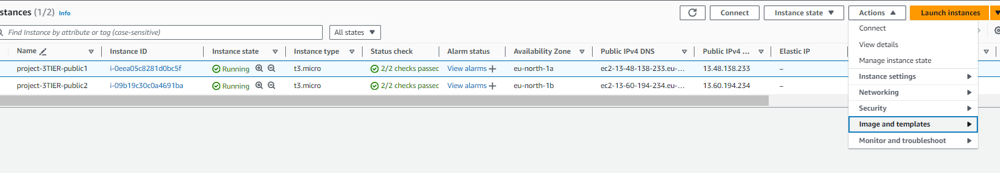 stances (1/2) Info
Connect Instance state Actions Launch instances
Find Instance by attribute or tag (case-sensitive) All states
Name Instance ID Instance state Instance type Status check Alarm status Availability Zone Public IPv4 DNS Public IPv4 ... Elastic IP
project-3TIER-public1 i-0eea05c8281d0bc5f Running t3.micro 2/2 checks passec View alarms + eu-north-1a ec2-13-48-138-233.eu-... 13.48.138.233 –
project-3TIER-public2 i-09b19c30c0a4691ba Running t3.micro 2/2 checks passec View alarms + eu-north-1b ec2-13-60-194-234.eu-... 13.60.194.234 –
Connect
View details
Manage instance state
Instance settings
Networking
Security
Image and templates
Monitor and troubleshoot